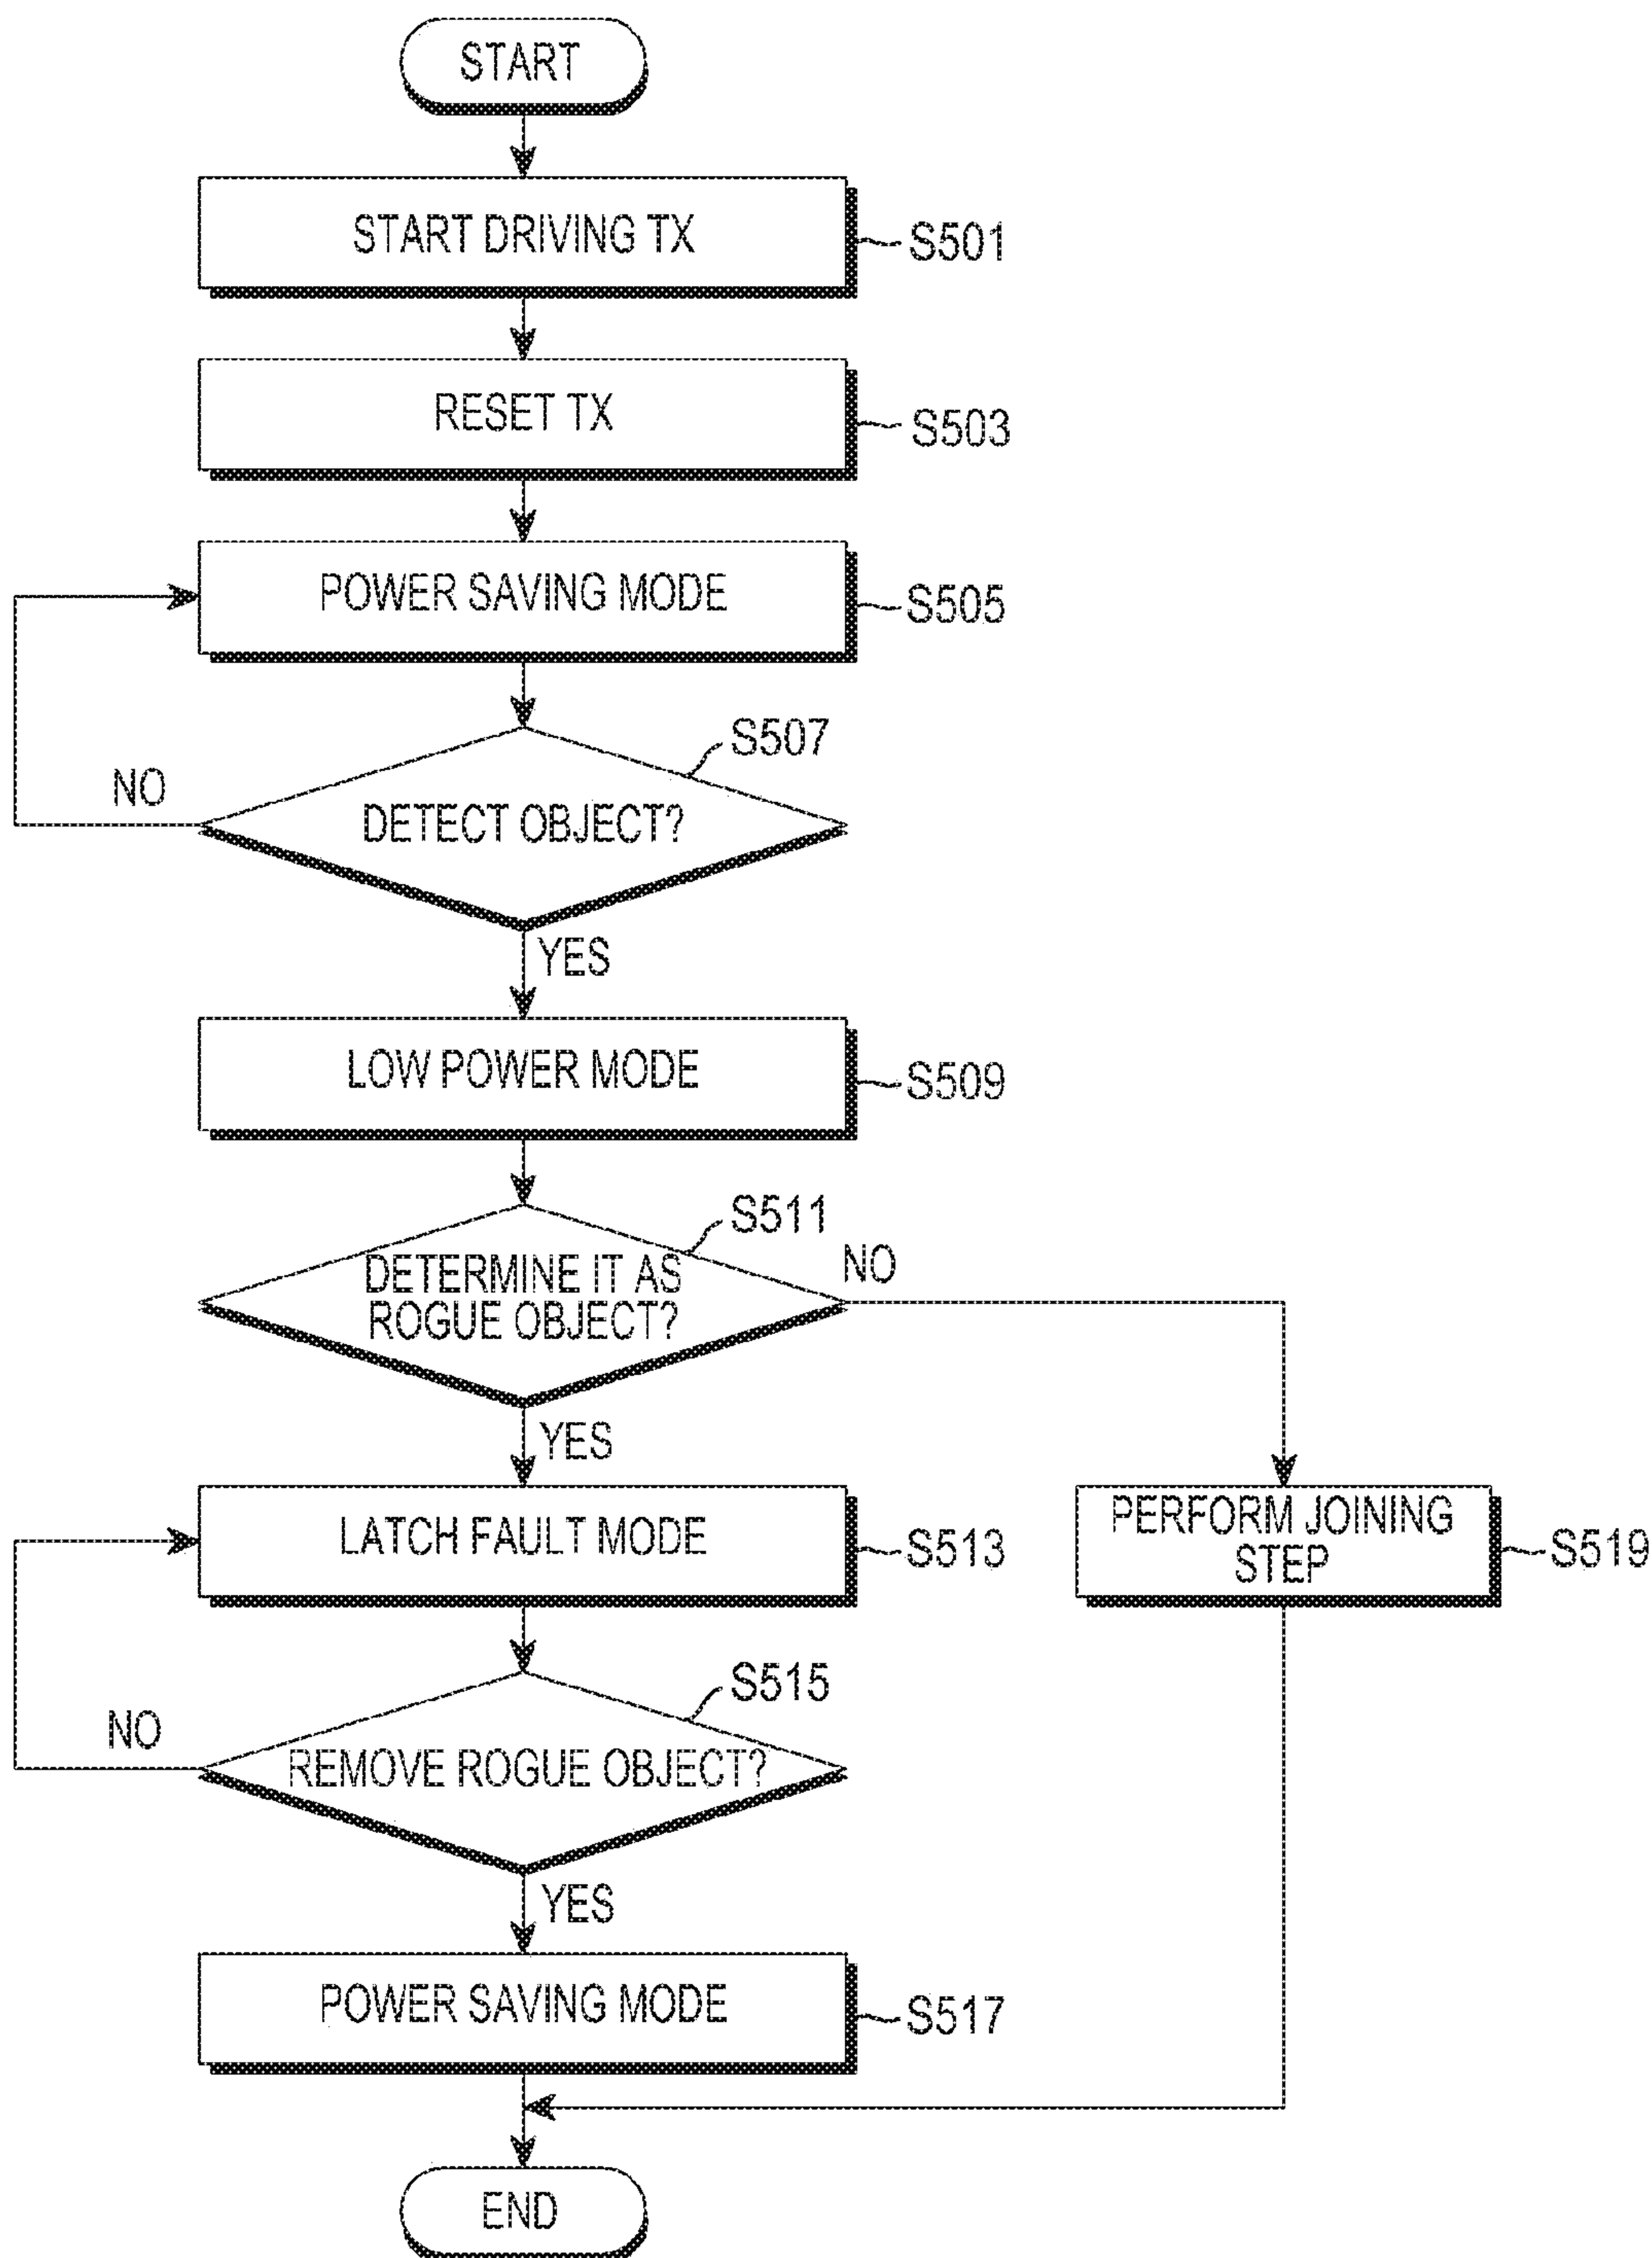 START
START DRIVING TX
S501
RESET TX
S503
POWER SAVING MODE
S505
S507
NO
DETECT OBJECT?
YES
LOW POWER MODE
S509
S511
NO
DETERMINE IT AS
ROGUE OBJECT?
YES
LATCH FAULT MODE
S513
PERFORM JOINING
STEP
S519
S515
NO
REMOVE ROGUE OBJECT?
YES
POWER SAVING MODE
S517
END